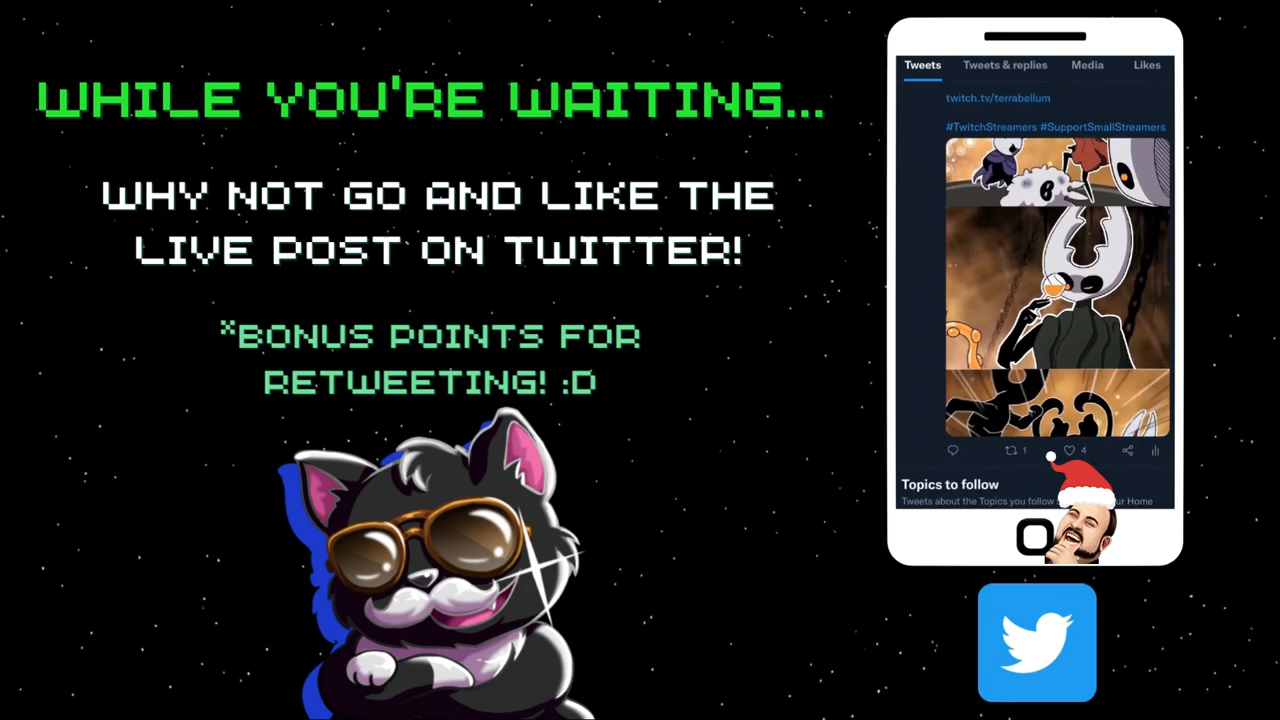 WHILE YOU'RE WAITING...
WHY NOT GO AND LIKE THE
LIVE POST ON TWITTER!
*BONUS POINTS FOR
RETWEETING! :D
Tweets Tweets & replies Media Likes
twitch.tv/terrabellum
#TwitchStreamers #SupportSmallStreamers
1 4
Topics to follow
Tweets about the Topics you follow ur Home